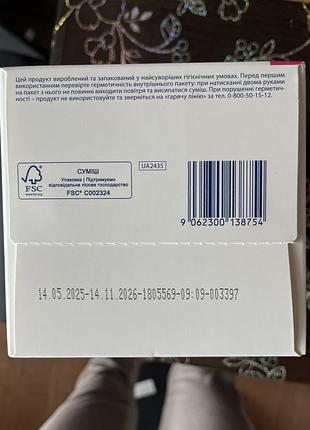 Цей продукт вироблений та запакований у найсуворіших гігієнічних умовах. Перед першим
використанням перевірте герметичність внутрішнього пакету: при натисканні двома руками
на пакет з нього не повинні виходити повітря та висипатися суміш. При порушенні герметич-
ності – продукт не використовуйте та зверніться на «гарячу лінію» за тел. 0-800-50-15-12.
FSC
www.fsc.org
СУМІШ
Упаковка | Підтримуємо
відповідальне лісове господарство
FSC® C002324
UA2435
9 062300 138754
14.05.2025-14.11.2026-1805569-09:09-003397